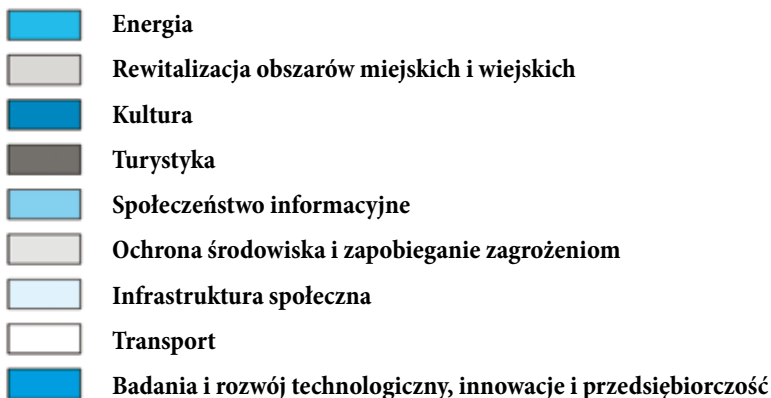 Energia
Rewitalizacja obszarów miejskich i wiejskich
Kultura
Turystyka
Społeczeństwo informacyjne
Ochrona środowiska i zapobieganie zagrożeniom
Infrastruktura społeczna
Transport
Badania i rozwój technologiczny, innowacje i przedsiębiorczość